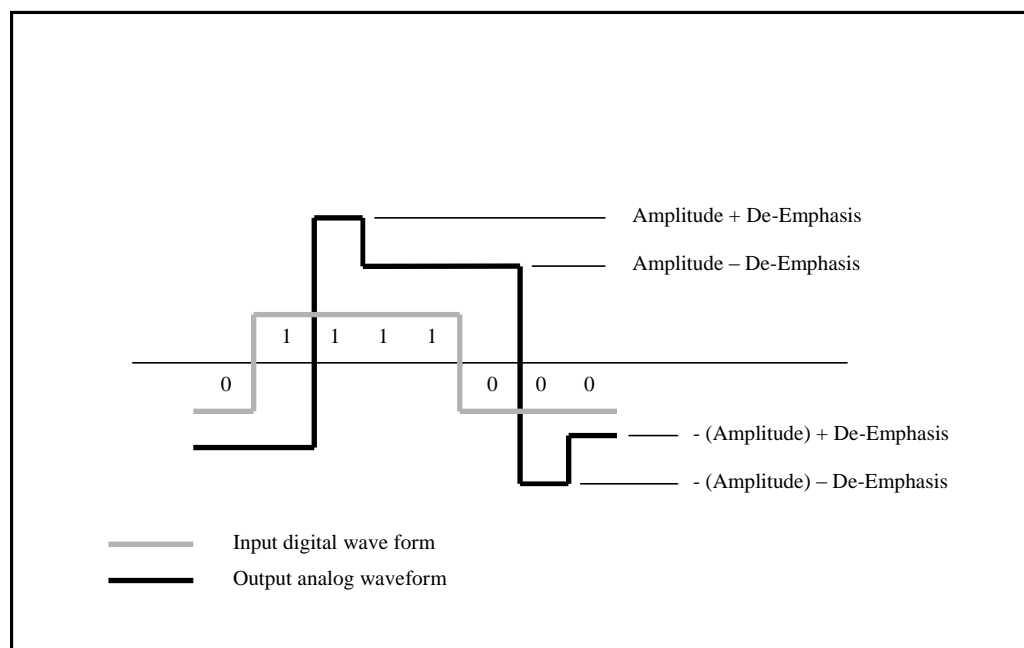 Amplitude + De-Emphasis
Amplitude – De-Emphasis
1 1 1 1
0 0 0 0
- (Amplitude) + De-Emphasis
- (Amplitude) – De-Emphasis
Input digital wave form
Output analog waveform